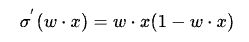 σ′(w · x) = w · x(1 − w · x)